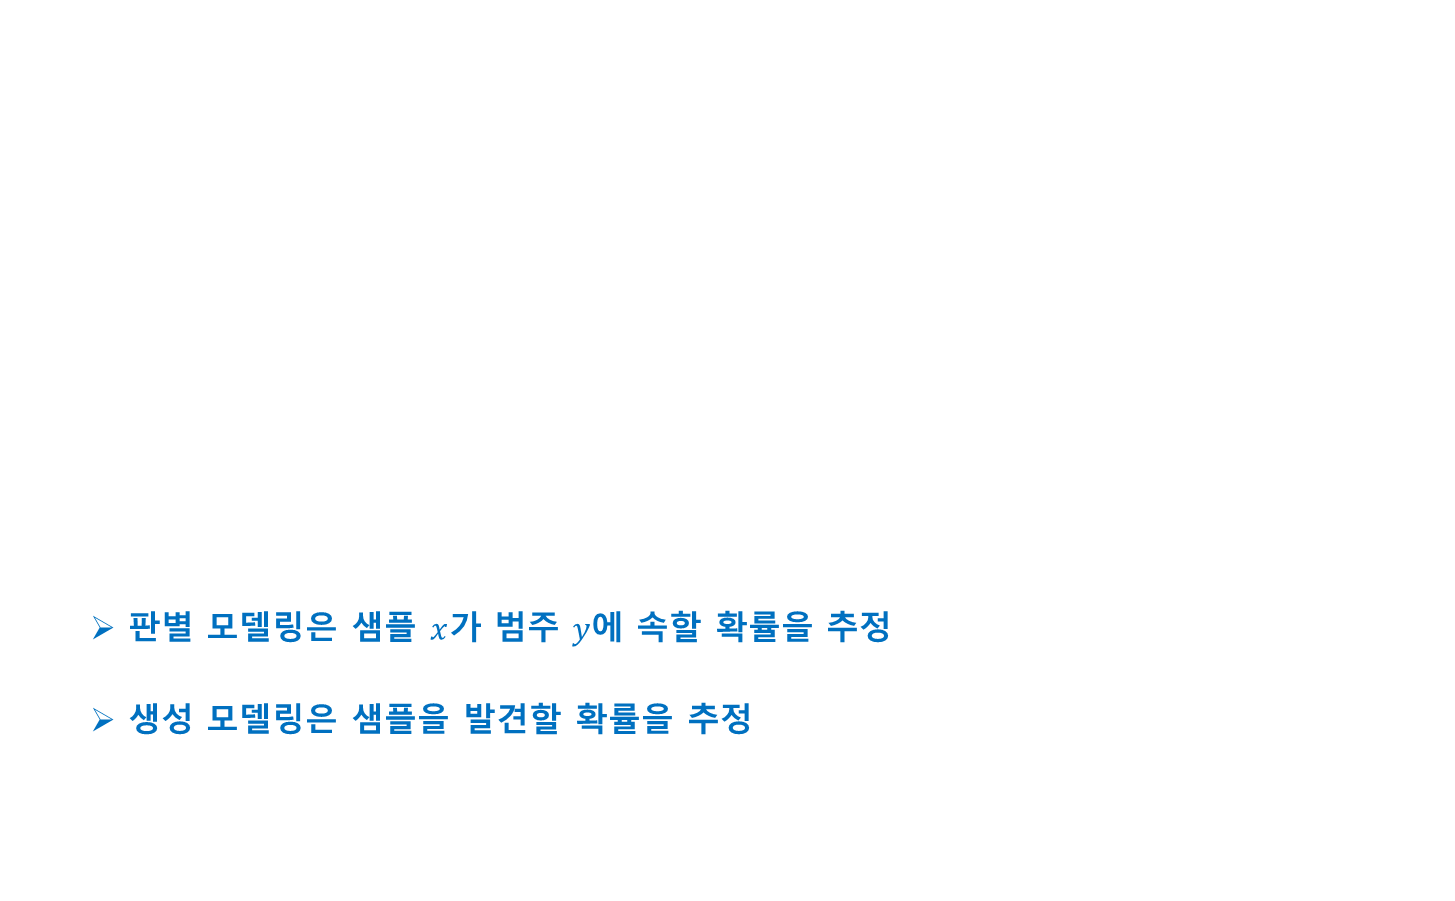 ➢ 판별 모델링은 샘플 𝑥가 범주 𝑦에 속할 확률을 추정
➢ 생성 모델링은 샘플을 발견할 확률을 추정